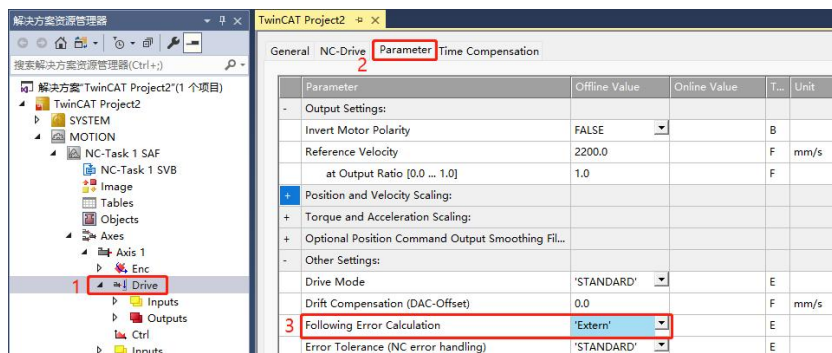 解决方案资源管理器
搜索解决方案资源管理器(Ctrl+;)
解决方案"TwinCAT Project2"(1 个项目)
TwinCAT Project2
SYSTEM
MOTION
NC-Task 1 SAF
NC-Task 1 SVB
Image
Tables
Objects
Axes
Axis 1
Enc
1 Drive
Inputs
Outputs
Ctrl
Inputs
TwinCAT Project2
General NC-Drive Parameter Time Compensation
2
Parameter Offline Value Online Value T... Unit
- Output Settings:
Invert Motor Polarity FALSE B
Reference Velocity 2200.0 F mm/s
at Output Ratio [0.0 ... 1.0] 1.0 F
+ Position and Velocity Scaling:
+ Torque and Acceleration Scaling:
+ Optional Position Command Output Smoothing Fil...
- Other Settings:
Drive Mode 'STANDARD' E
Drift Compensation (DAC-Offset) 0.0 F mm/s
3 Following Error Calculation 'Extern' E
Error Tolerance (NC error handling) 'STANDARD' E